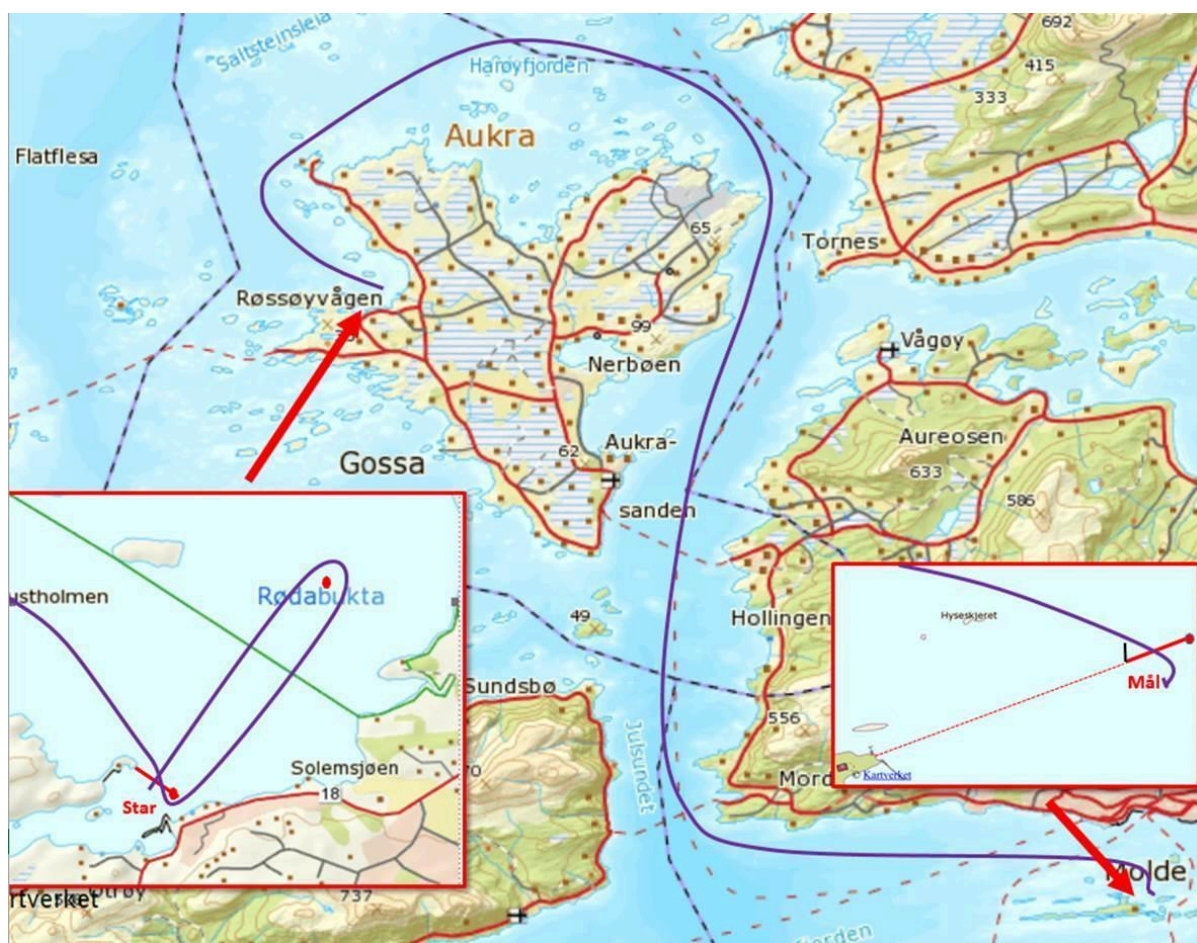 692
Saltsteinsleia
Harøyfjorden
415
333
Aukra
Flatflesa
65
Tornes
Røssøyvågen
99
Vågøy
Nerbøen
Aukra-
Aureosen
62
633
Gossa
586
sanden
ustholmen
Rødabukta
49
Hollingen
Hyseskjeret
Sundsbø
Mål
556
Julsundet
Solemsjøen
70
Mord
© Kartverket
Star
18
Molde
Otrøy
737
rtverket
fjorden